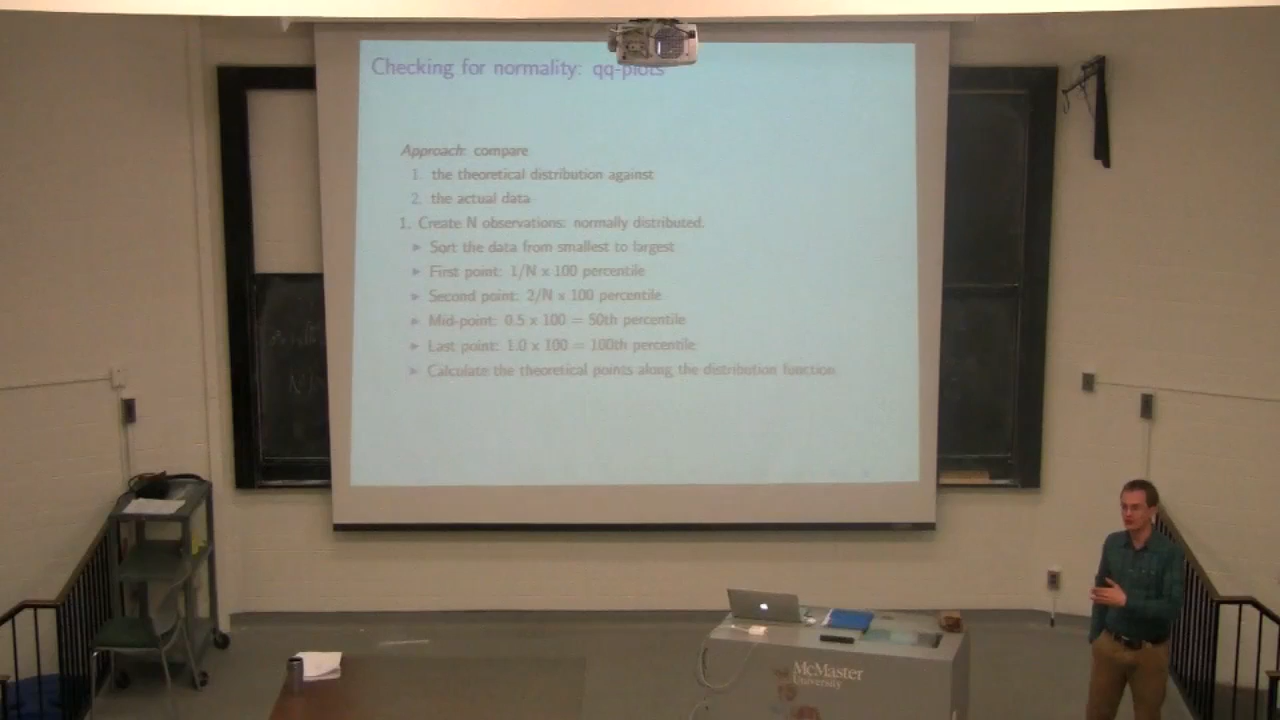 Checking for normality: qq-plots
Approach: compare
1. the theoretical distribution against
2. the actual data
1. Create N observations: normally distributed.
▶ Sort the data from smallest to largest
▶ First point: 1/N x 100 percentile
▶ Second point: 2/N x 100 percentile
▶ Mid-point: 0.5 x 100 = 50th percentile
▶ Last point: 1.0 x 100 = 100th percentile
▶ Calculate the theoretical points along the distribution function
McMaster
University